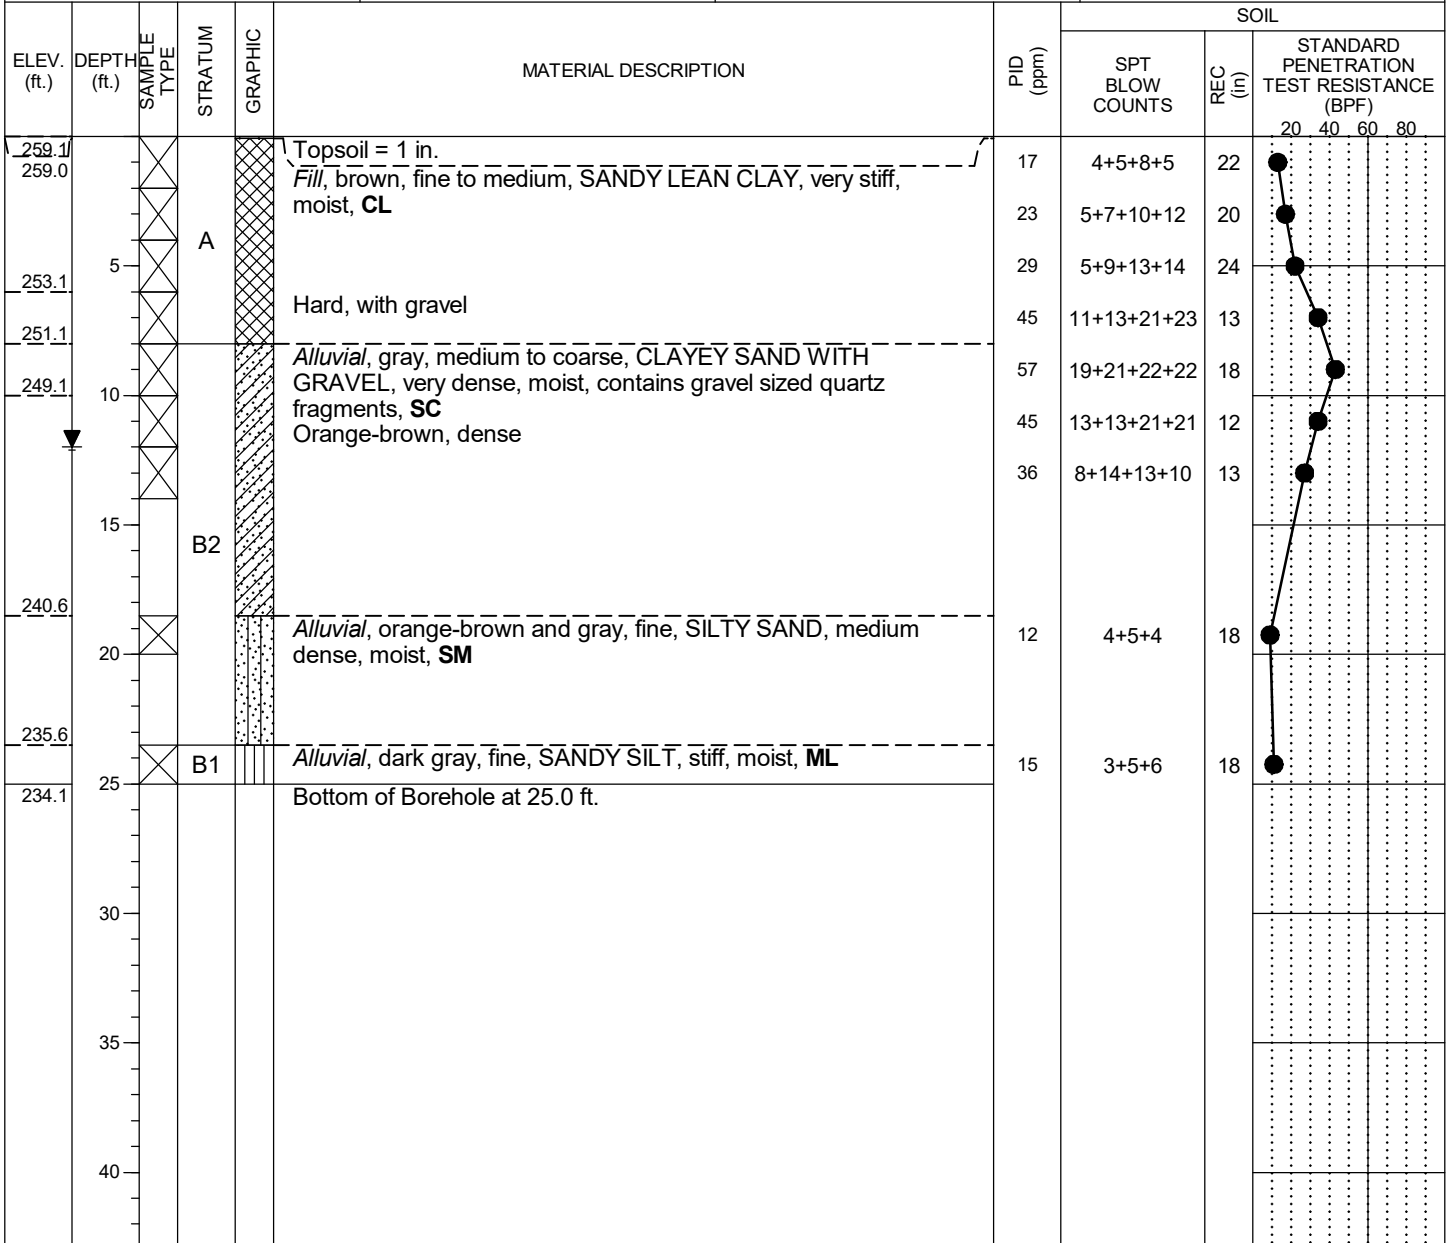 SOIL
ELEV.
(ft.)
DEPTH
(ft.)
SAMPLE
TYPE
STRATUM
GRAPHIC
MATERIAL DESCRIPTION
PID
(ppm)
SPT
BLOW
COUNTS
REC
(in)
STANDARD
PENETRATION
TEST RESISTANCE
(BPF)
20 40 60 80
259.1
Topsoil = 1 in.
17 4+5+8+5 22
259.0
Fill, brown, fine to medium, SANDY LEAN CLAY, very stiff,
moist, CL
23 5+7+10+12 20
A
5
29 5+9+13+14 24
253.1
Hard, with gravel
45 11+13+21+23 13
251.1
Alluvial, gray, medium to coarse, CLAYEY SAND WITH
GRAVEL, very dense, moist, contains gravel sized quartz
fragments, SC
57 19+21+22+22 18
249.1
10
Orange-brown, dense
45 13+13+21+21 12
36 8+14+13+10 13
15
B2
240.6
Alluvial, orange-brown and gray, fine, SILTY SAND, medium
dense, moist, SM
12 4+5+4 18
20
235.6
B1
Alluvial, dark gray, fine, SANDY SILT, stiff, moist, ML
15 3+5+6 18
25
234.1
Bottom of Borehole at 25.0 ft.
30
35
40